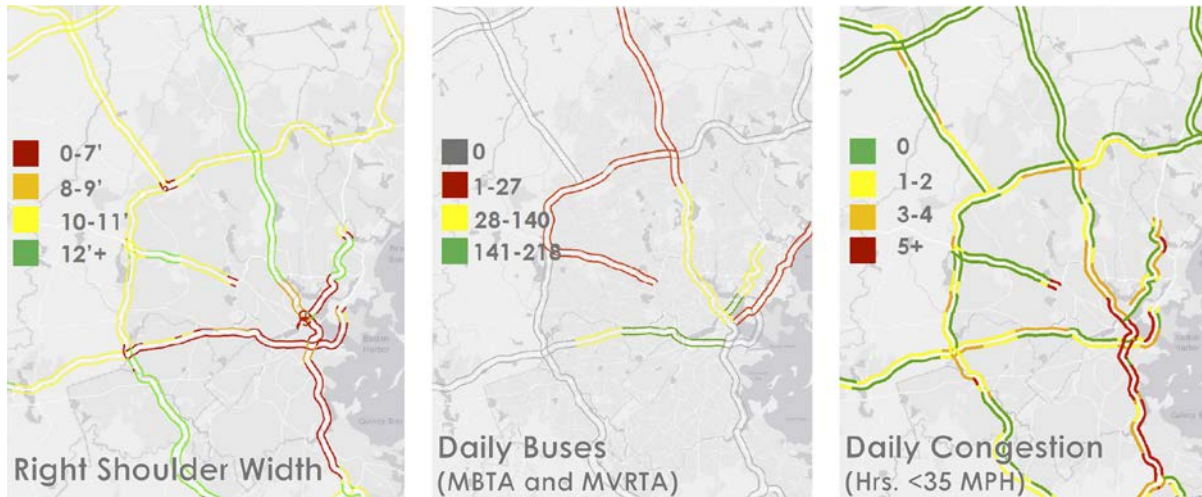 0-7'
8-9'
10-11'
12'+
Right Shoulder Width
0
1-27
28-140
141-218
Daily Buses
(MBTA and MVRTA)
0
1-2
3-4
5+
Daily Congestion
(Hrs. <35 MPH)